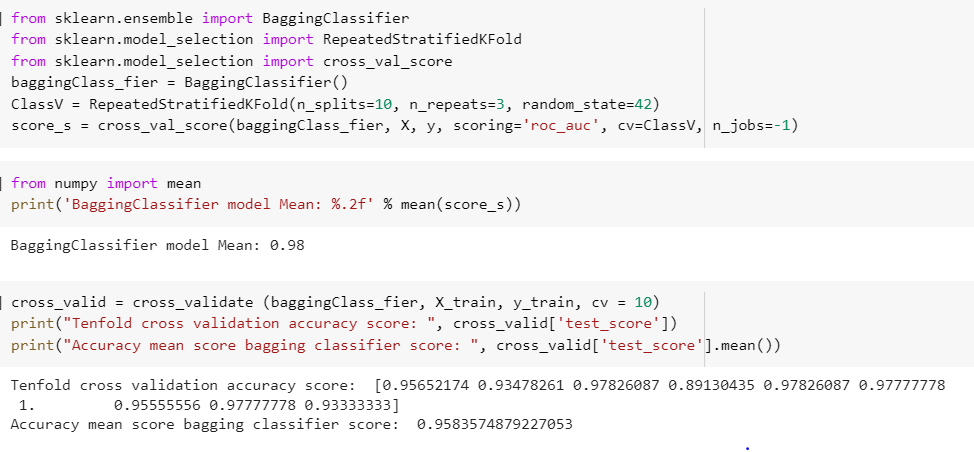 from sklearn.ensemble import BaggingClassifier
from sklearn.model_selection import RepeatedStratifiedKFold
from sklearn.model_selection import cross_val_score
baggingClass_fier = BaggingClassifier()
ClassV = RepeatedStratifiedKFold(n_splits=10, n_repeats=3, random_state=42)
score_s = cross_val_score(baggingClass_fier, X, y, scoring='roc_auc', cv=ClassV, n_jobs=-1)
from numpy import mean
print('BaggingClassifier model Mean: %.2f' % mean(score_s))
BaggingClassifier model Mean: 0.98
cross_valid = cross_validate (baggingClass_fier, X_train, y_train, cv = 10)
print("Tenfold cross validation accuracy score: ", cross_valid['test_score'])
print("Accuracy mean score bagging classifier score: ", cross_valid['test_score'].mean())
Tenfold cross validation accuracy score:  [0.95652174 0.93478261 0.97826087 0.89130435 0.97826087 0.97777778
 1.         0.95555556 0.97777778 0.93333333]
Accuracy mean score bagging classifier score:  0.9583574879227053